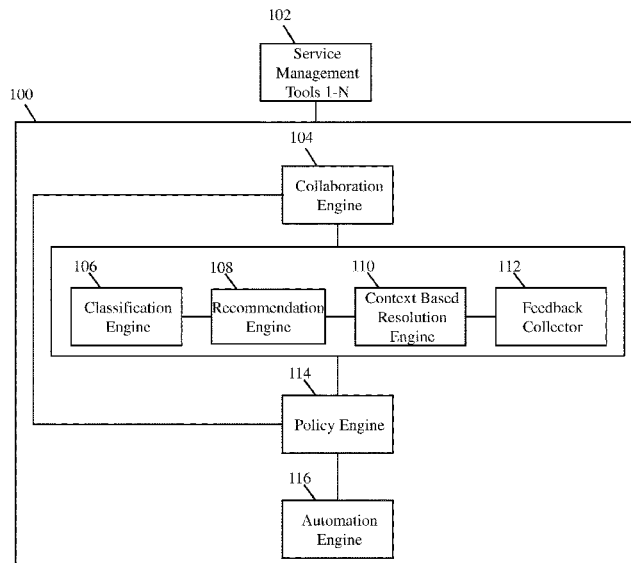 102
Service
Management
Tools 1-N
100
104
Collaboration
Engine
106
108
110
112
Classification
Engine
Recommendation
Engine
Context Based
Resolution
Engine
Feedback
Collector
114
Policy Engine
116
Automation
Engine